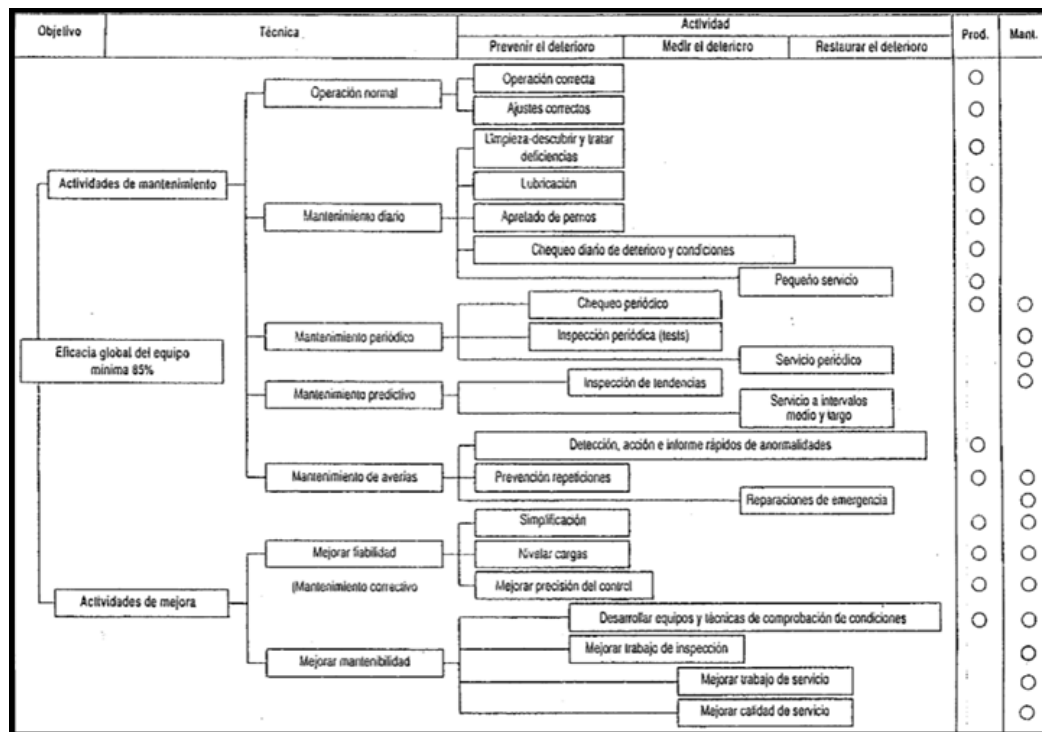 Objetivo
Técnica
Actividad
Prod.
Mant.
Prevenir el deterioro
Medir el deterioro
Restaurar el deterioro
Operación normal
Operación correcta
Ajustes correctos
Actividades de mantenimiento
Mantenimiento diario
Limpieza-descubrir y tratar
deficiencias
Lubricación
Apretado de pernos
Chequeo diario de deterioro y condiciones
Pequeño servicio
Mantenimiento periódico
Chequeo periódico
Inspección periódica (tests)
Servicio periódico
Eficacia global del equipo
mínima 85%
Mantenimiento predictivo
Inspección de tendencias
Servicio a intervalos
medio y largo
Mantenimiento de averías
Detección, acción e informe rápidos de anormalidades
Prevención repeticiones
Reparaciones de emergencia
Mejorar fiabilidad
(Mantenimiento correctivo
Simplificación
Nivelar cargas
Mejorar precisión del control
Actividades de mejora
Mejorar mantenibilidad
Desarrollar equipos y técnicas de comprobación de condiciones
Mejorar trabajo de inspección
Mejorar trabajo de servicio
Mejorar calidad de servicio